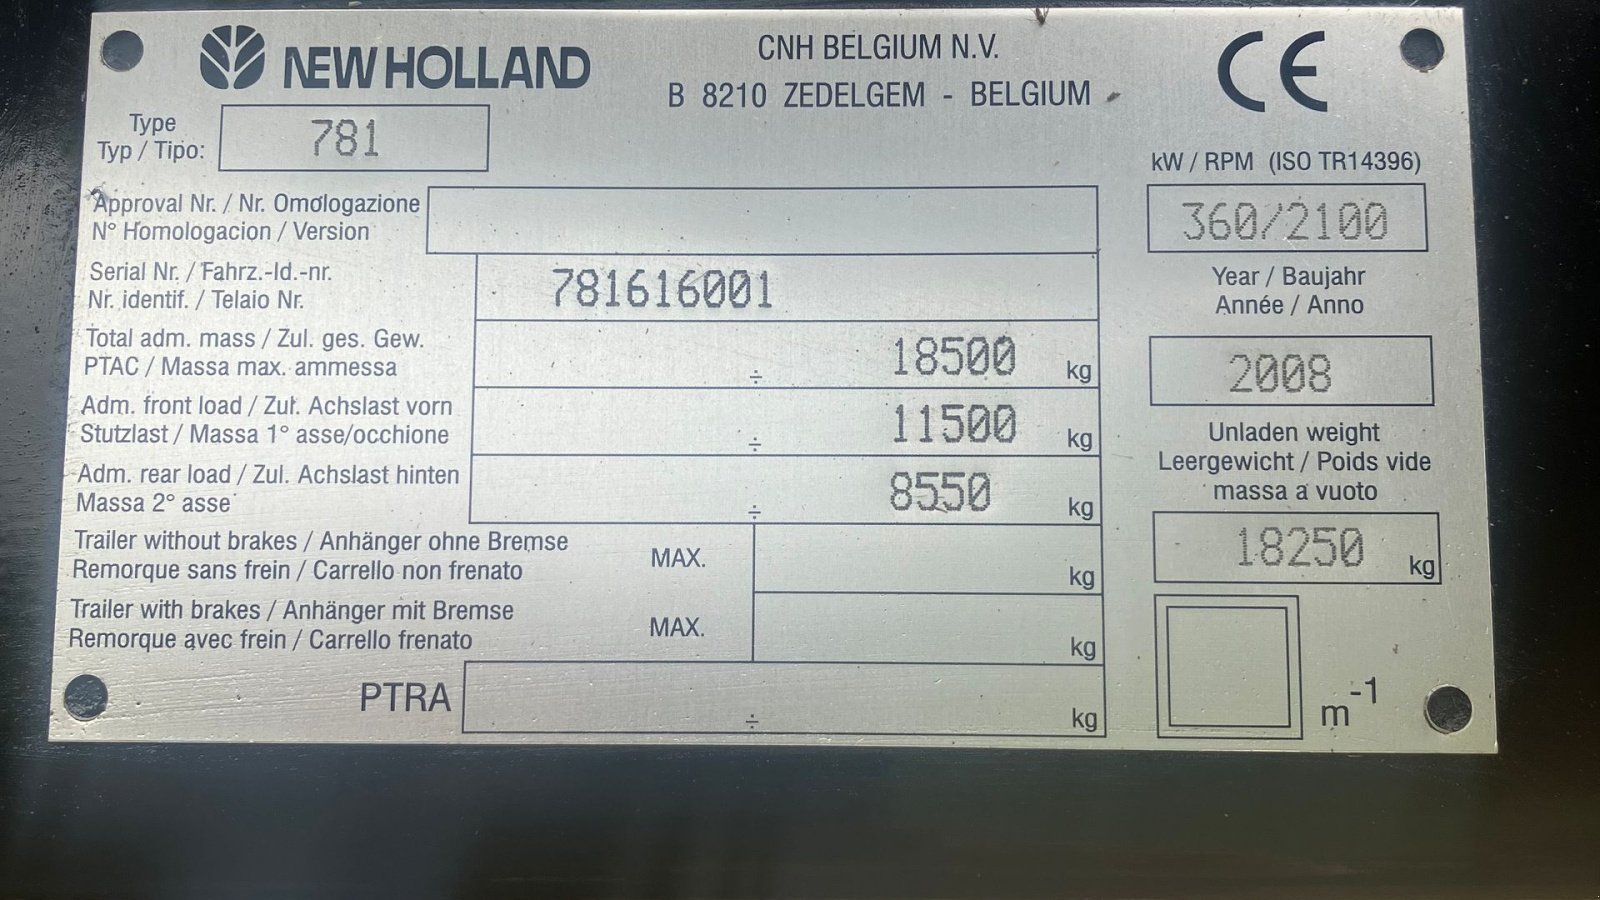 NEW HOLLAND
CNH BELGIUM N.V.
B 8210 ZEDELGEM - BELGIUM
CE
Type
Typ / Tipo:
781
Approval Nr. / Nr. Omologazione
N° Homologacion / Version
Serial Nr. / Fahrz.-Id.-nr.
Nr. identif. / Telaio Nr.
781616001
Total adm. mass / Zul. ges. Gew.
PTAC / Massa max. ammessa
÷ 18500 kg
Adm. front load / Zul. Achslast vorn
Stutzlast / Massa 1° asse/occhione
÷ 11500 kg
Adm. rear load / Zul. Achslast hinten
Massa 2° asse
÷ 8550 kg
Trailer without brakes / Anhänger ohne Bremse
Remorque sans frein / Carrello non frenato
MAX. kg
Trailer with brakes / Anhänger mit Bremse
Remorque avec frein / Carrello frenato
MAX. kg
PTRA ÷ kg
kW / RPM (ISO TR14396)
360/2100
Year / Baujahr
Année / Anno
2008
Unladen weight
Leergewicht / Poids vide
massa a vuoto
18250 kg
m-1